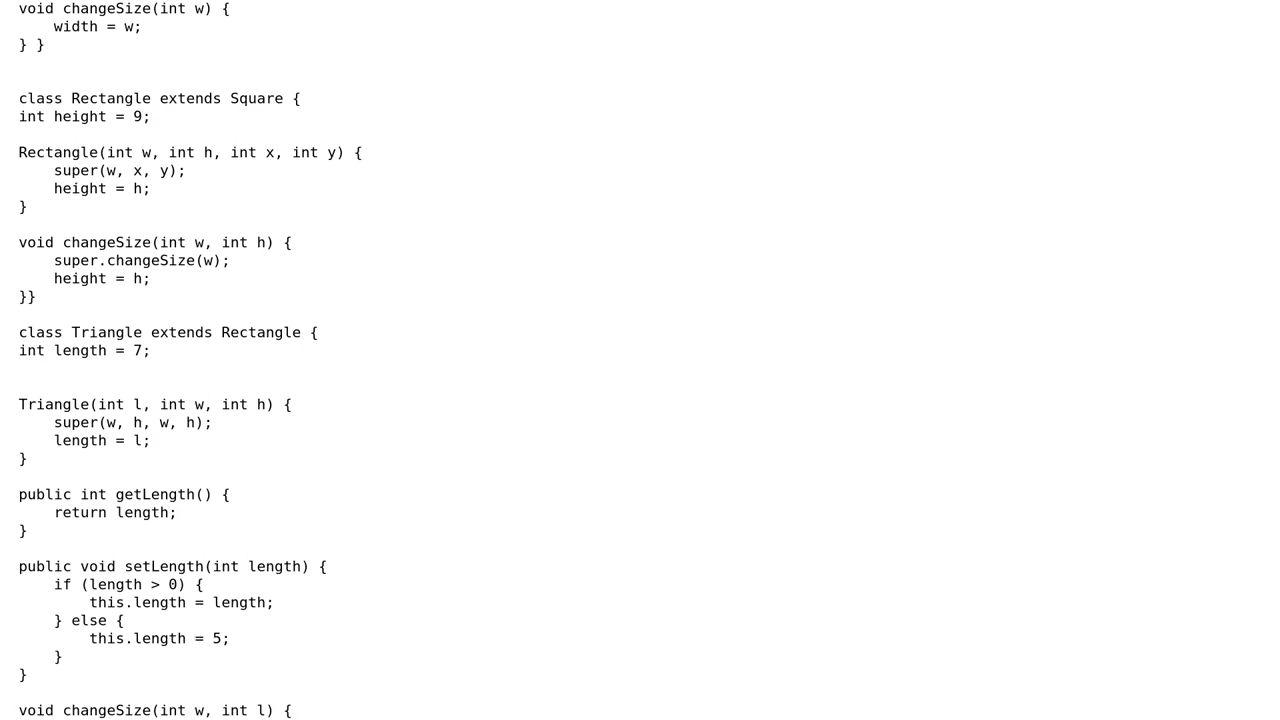 void changeSize(int w) {
    width = w;
} }
class Rectangle extends Square {
int height = 9;
Rectangle(int w, int h, int x, int y) {
    super(w, x, y);
    height = h;
}
void changeSize(int w, int h) {
    super.changeSize(w);
    height = h;
}}
class Triangle extends Rectangle {
int length = 7;
Triangle(int l, int w, int h) {
    super(w, h, w, h);
    length = l;
}
public int getLength() {
    return length;
}
public void setLength(int length) {
    if (length > 0) {
        this.length = length;
    } else {
        this.length = 5;
    }
}
void changeSize(int w, int l) {